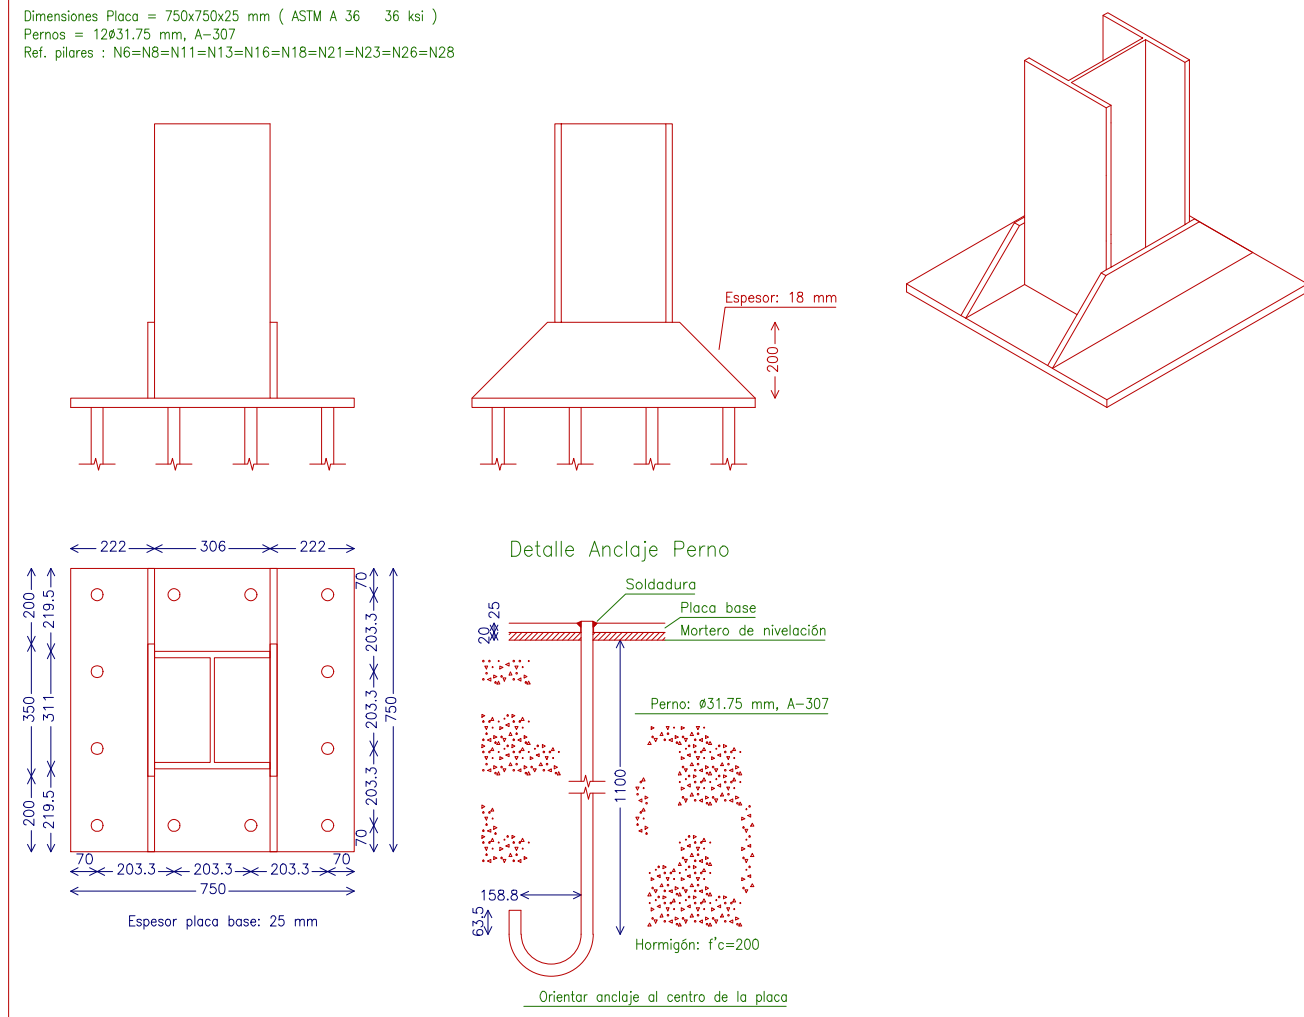 Dimensiones Placa = 750x750x25 mm ( ASTM A 36 36 ksi )
Pernos = 12ø31.75 mm, A-307
Ref. pilares : N6=N8=N11=N13=N16=N18=N21=N23=N26=N28
Espesor: 18 mm
200
222
306
222
200
350
200
219.5
311
219.5
70
203.3
203.3
203.3
70
750
70
203.3
203.3
203.3
70
750
Espesor placa base: 25 mm
Detalle Anclaje Perno
Soldadura
Placa base
Mortero de nivelación
25
20
Perno: ø31.75 mm, A-307
1100
158.8
63.5
Hormigón: f'c=200
Orientar anclaje al centro de la placa